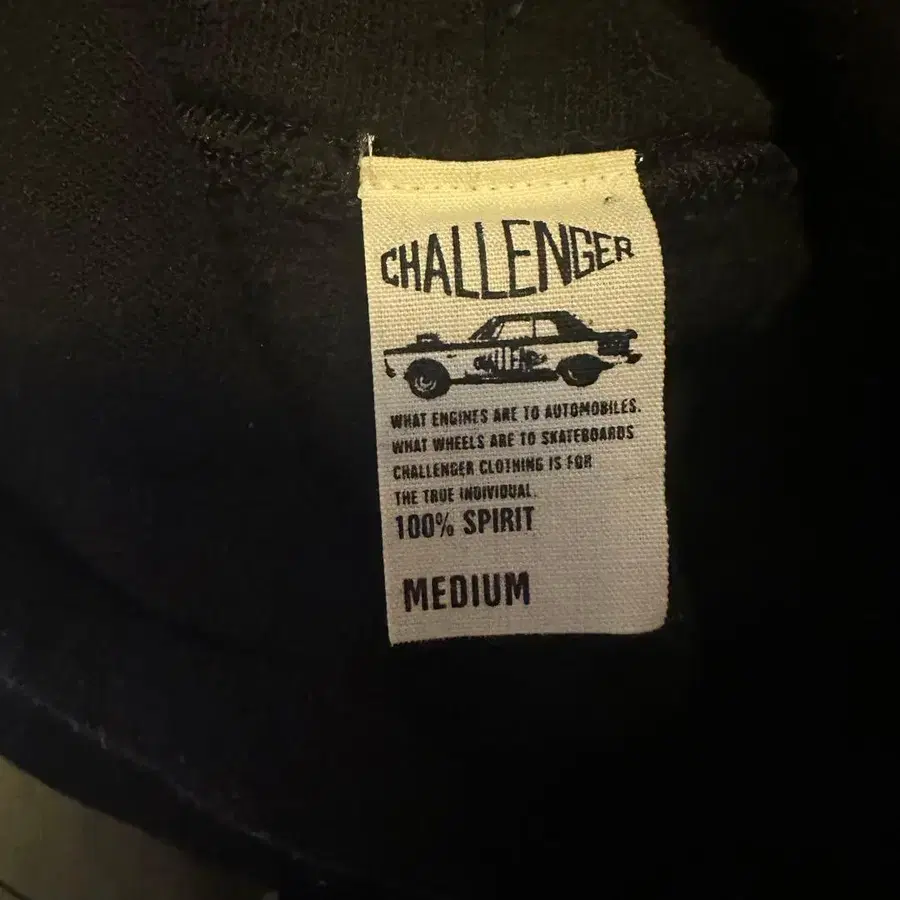 CHALLENGER
WHAT ENGINES ARE TO AUTOMOBILES.
WHAT WHEELS ARE TO SKATEBOARDS
CHALLENGER CLOTHING IS FOR
THE TRUE INDIVIDUAL.
100% SPIRIT
MEDIUM